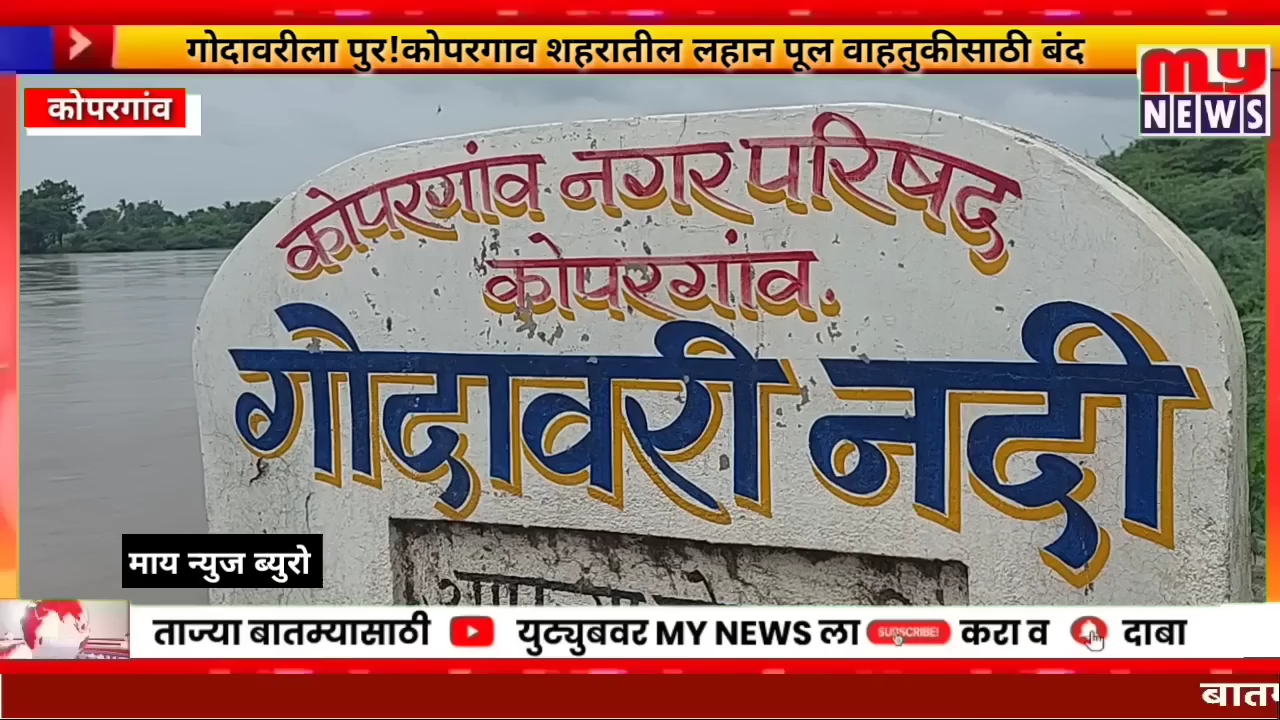 गोदावरीला पुर!कोपरगाव शहरातील लहान पूल वाहतुकीसाठी बंद
my
NEWS
कोपरगांव
कोपरगांव नगर परिषद
कोपरगांव.
गोदावरी नदी
माय न्युज ब्युरो
ताज्या बातम्यासाठी युट्युबवर MY NEWS ला SUBSCRIBE! करा व दाबा